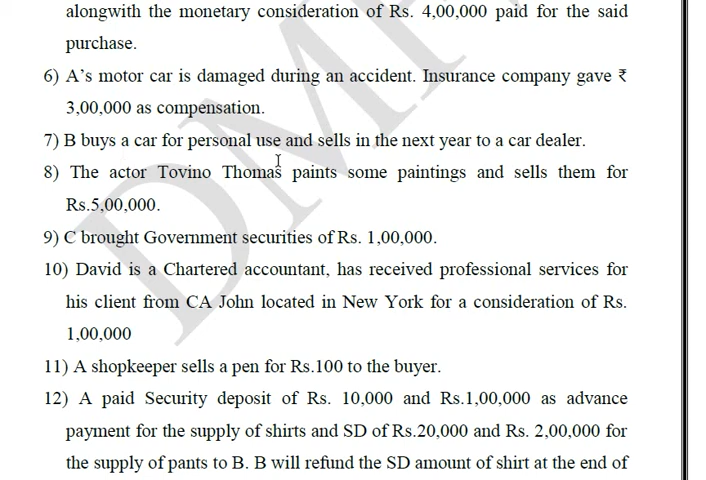 alongwith the monetary consideration of Rs. 4,00,000 paid for the said
purchase.
6) A's motor car is damaged during an accident. Insurance company gave ₹
3,00,000 as compensation.
7) B buys a car for personal use and sells in the next year to a car dealer.
8) The actor Tovino Thomas paints some paintings and sells them for
Rs.5,00,000.
9) C brought Government securities of Rs. 1,00,000.
10) David is a Chartered accountant, has received professional services for
his client from CA John located in New York for a consideration of Rs.
1,00,000
11) A shopkeeper sells a pen for Rs.100 to the buyer.
12) A paid Security deposit of Rs. 10,000 and Rs.1,00,000 as advance
payment for the supply of shirts and SD of Rs.20,000 and Rs. 2,00,000 for
the supply of pants to B. B will refund the SD amount of shirt at the end of